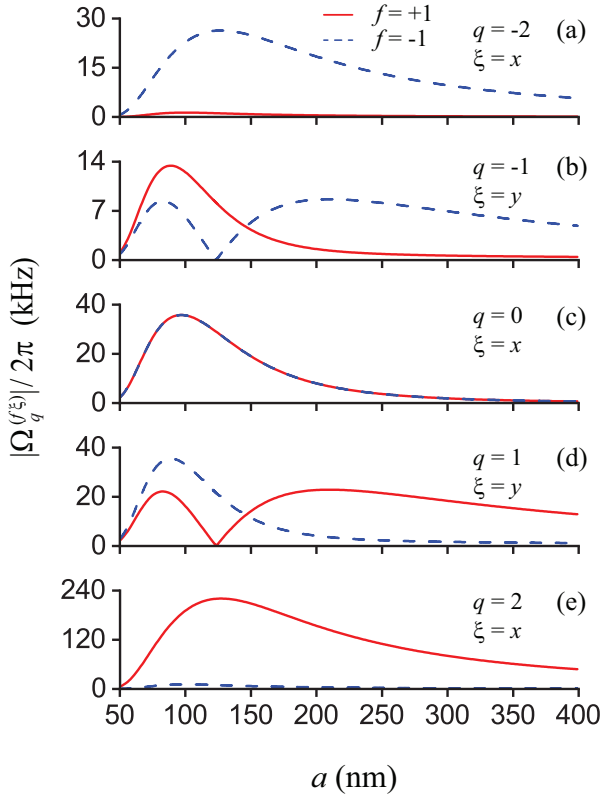 f = +1
f = -1
q = -2 (a)
ξ = x
30
15
0
q = -1 (b)
ξ = y
14
7
0
q = 0 (c)
ξ = x
40
20
0
q = 1 (d)
ξ = y
40
20
0
q = 2 (e)
ξ = x
240
120
0
50 100 150 200 250 300 350 400
a (nm)
|Ω_q^(fξ)| / 2π (kHz)